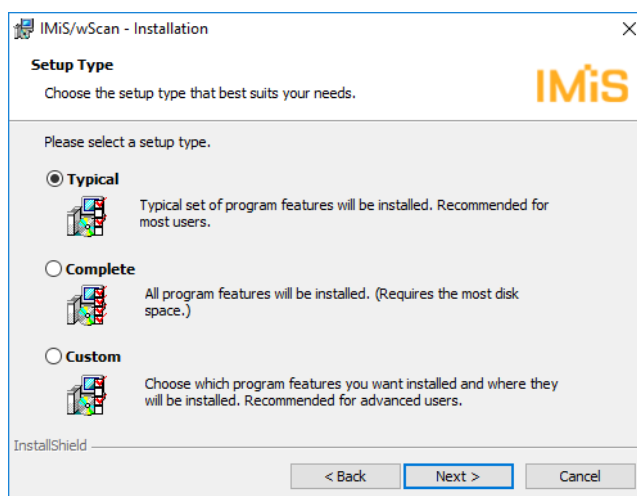 IMiS/wScan - Installation
Setup Type
Choose the setup type that best suits your needs.
IMiS
Please select a setup type.
Typical
Typical set of program features will be installed. Recommended for
most users.
Complete
All program features will be installed. (Requires the most disk
space.)
Custom
Choose which program features you want installed and where they
will be installed. Recommended for advanced users.
InstallShield
< Back
Next >
Cancel